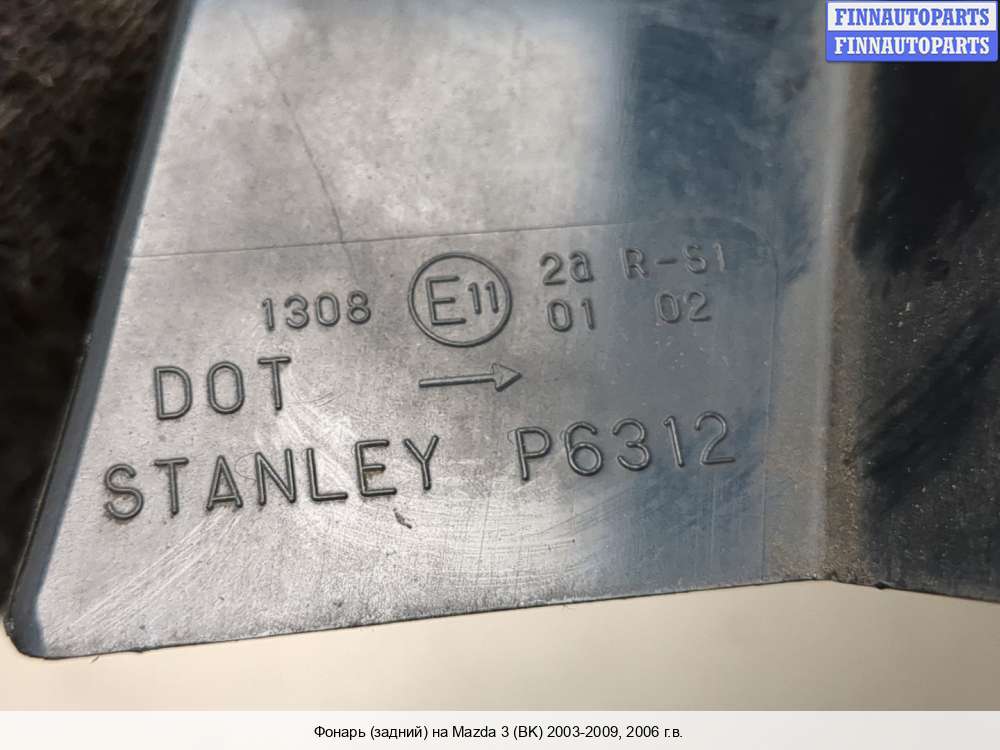 FINNAUTOPARTS
FINNAUTOPARTS
2a R-S1
1308 E11 01 02
DOT →
STANLEY P6312
Фонарь (задний) на Mazda 3 (BK) 2003-2009, 2006 г.в.